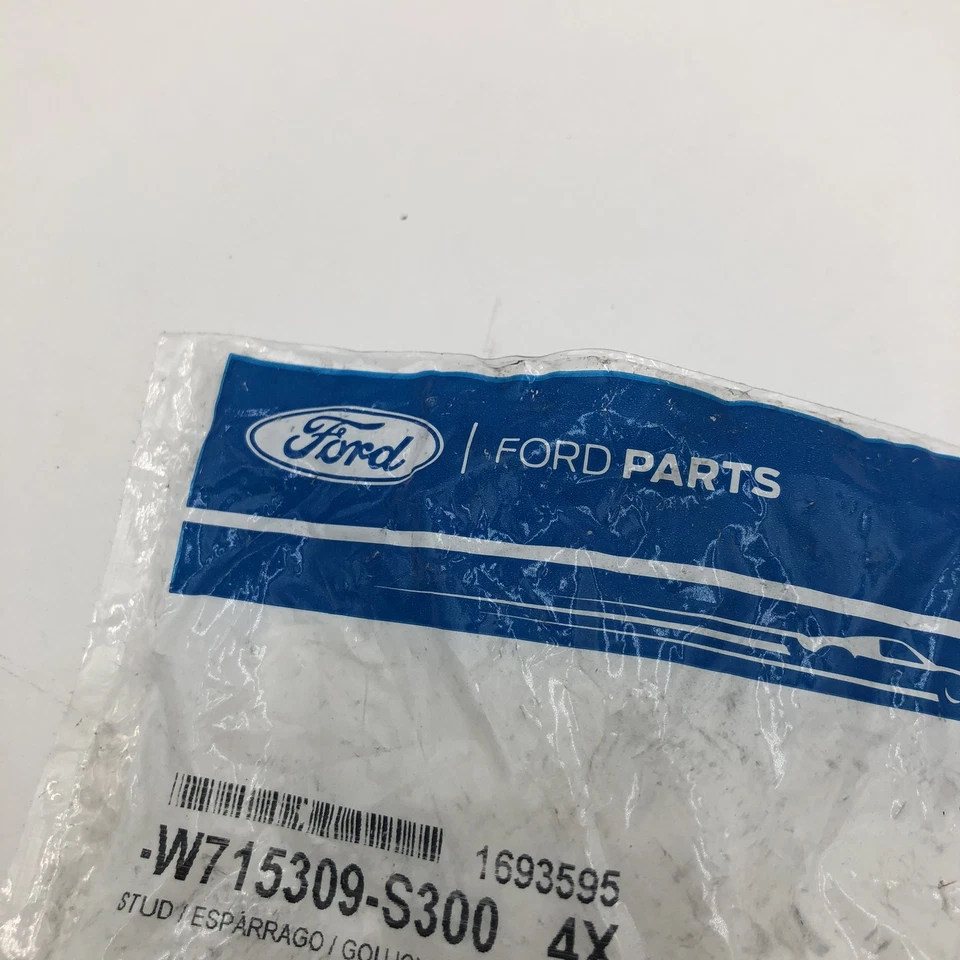 Ford | FORD PARTS
1693595
-W715309-S300 4X
STUD / ESPÁRRAGO /